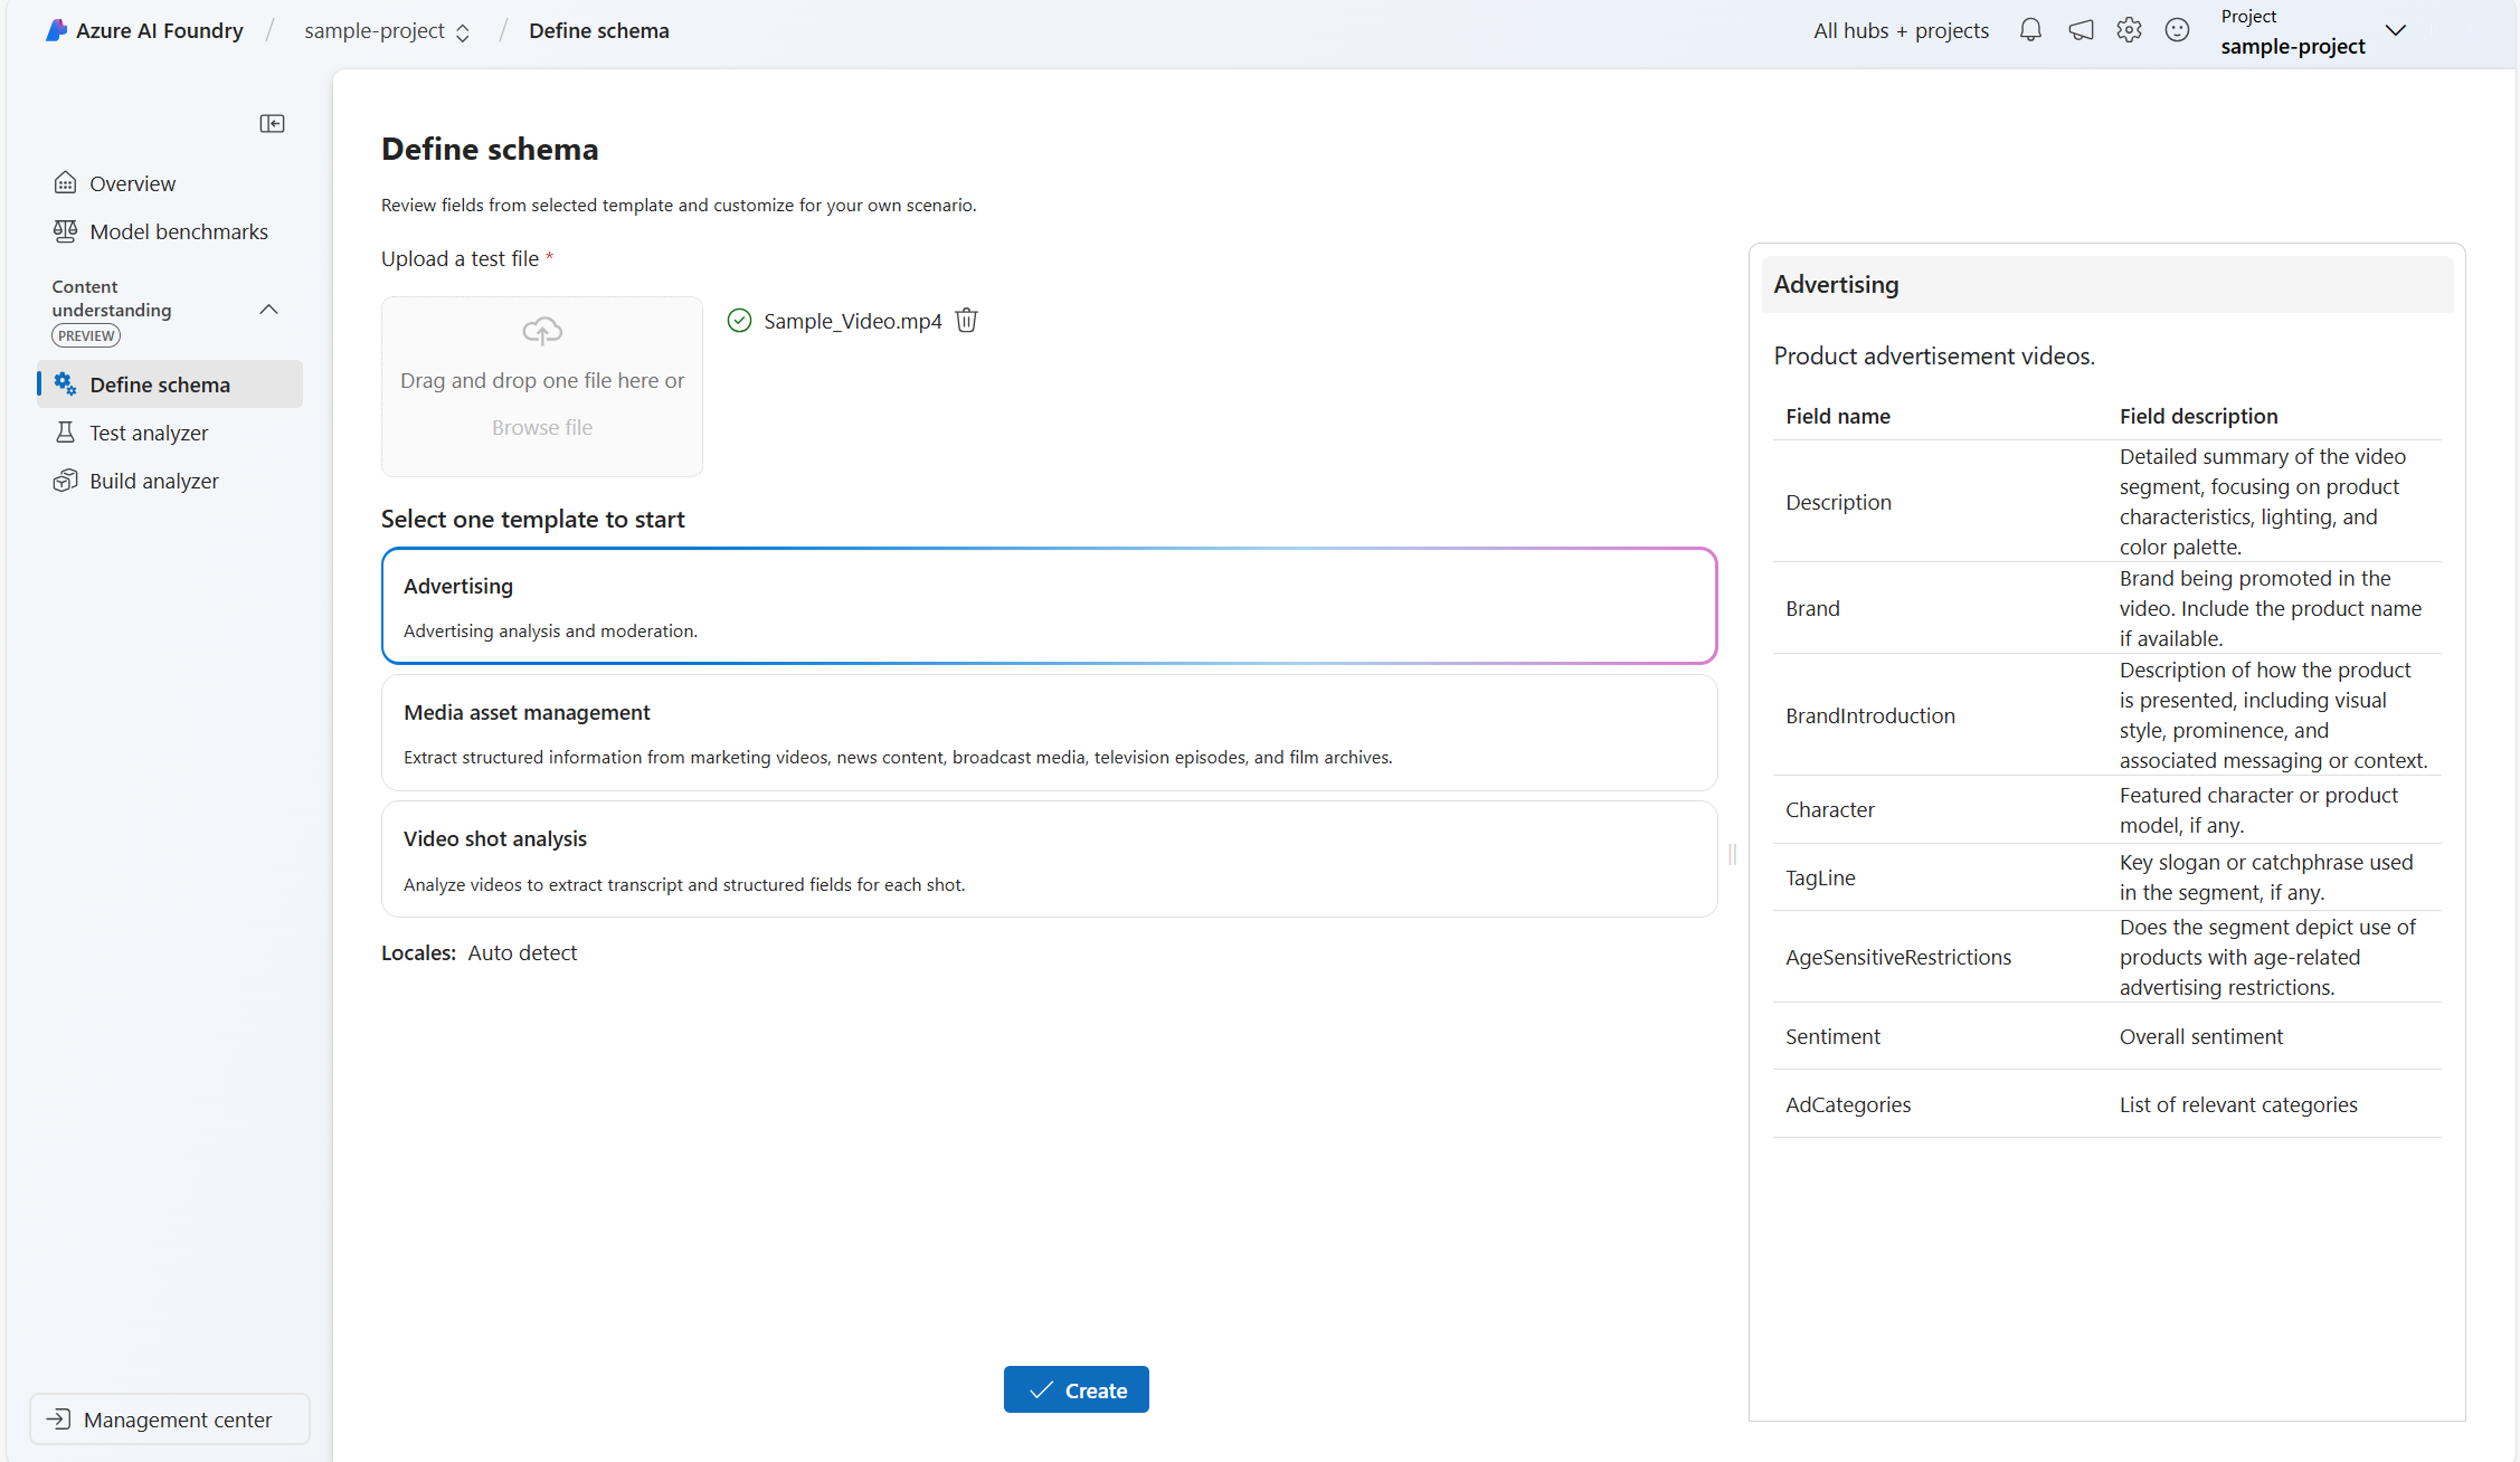 Azure AI Foundry / sample-project / Define schema
All hubs + projects
Project
sample-project
Overview
Model benchmarks
Content
understanding
PREVIEW
Define schema
Test analyzer
Build analyzer
Management center
Define schema
Review fields from selected template and customize for your own scenario.
Upload a test file *
Drag and drop one file here or
Browse file
Sample_Video.mp4
Select one template to start
Advertising
Advertising analysis and moderation.
Media asset management
Extract structured information from marketing videos, news content, broadcast media, television episodes, and film archives.
Video shot analysis
Analyze videos to extract transcript and structured fields for each shot.
Locales: Auto detect
Create
Advertising
Product advertisement videos.
Field name Field description
Description
Detailed summary of the video
segment, focusing on product
characteristics, lighting, and
color palette.
Brand
Brand being promoted in the
video. Include the product name
if available.
BrandIntroduction
Description of how the product
is presented, including visual
style, prominence, and
associated messaging or context.
Character
Featured character or product
model, if any.
TagLine
Key slogan or catchphrase used
in the segment, if any.
AgeSensitiveRestrictions
Does the segment depict use of
products with age-related
advertising restrictions.
Sentiment Overall sentiment
AdCategories List of relevant categories